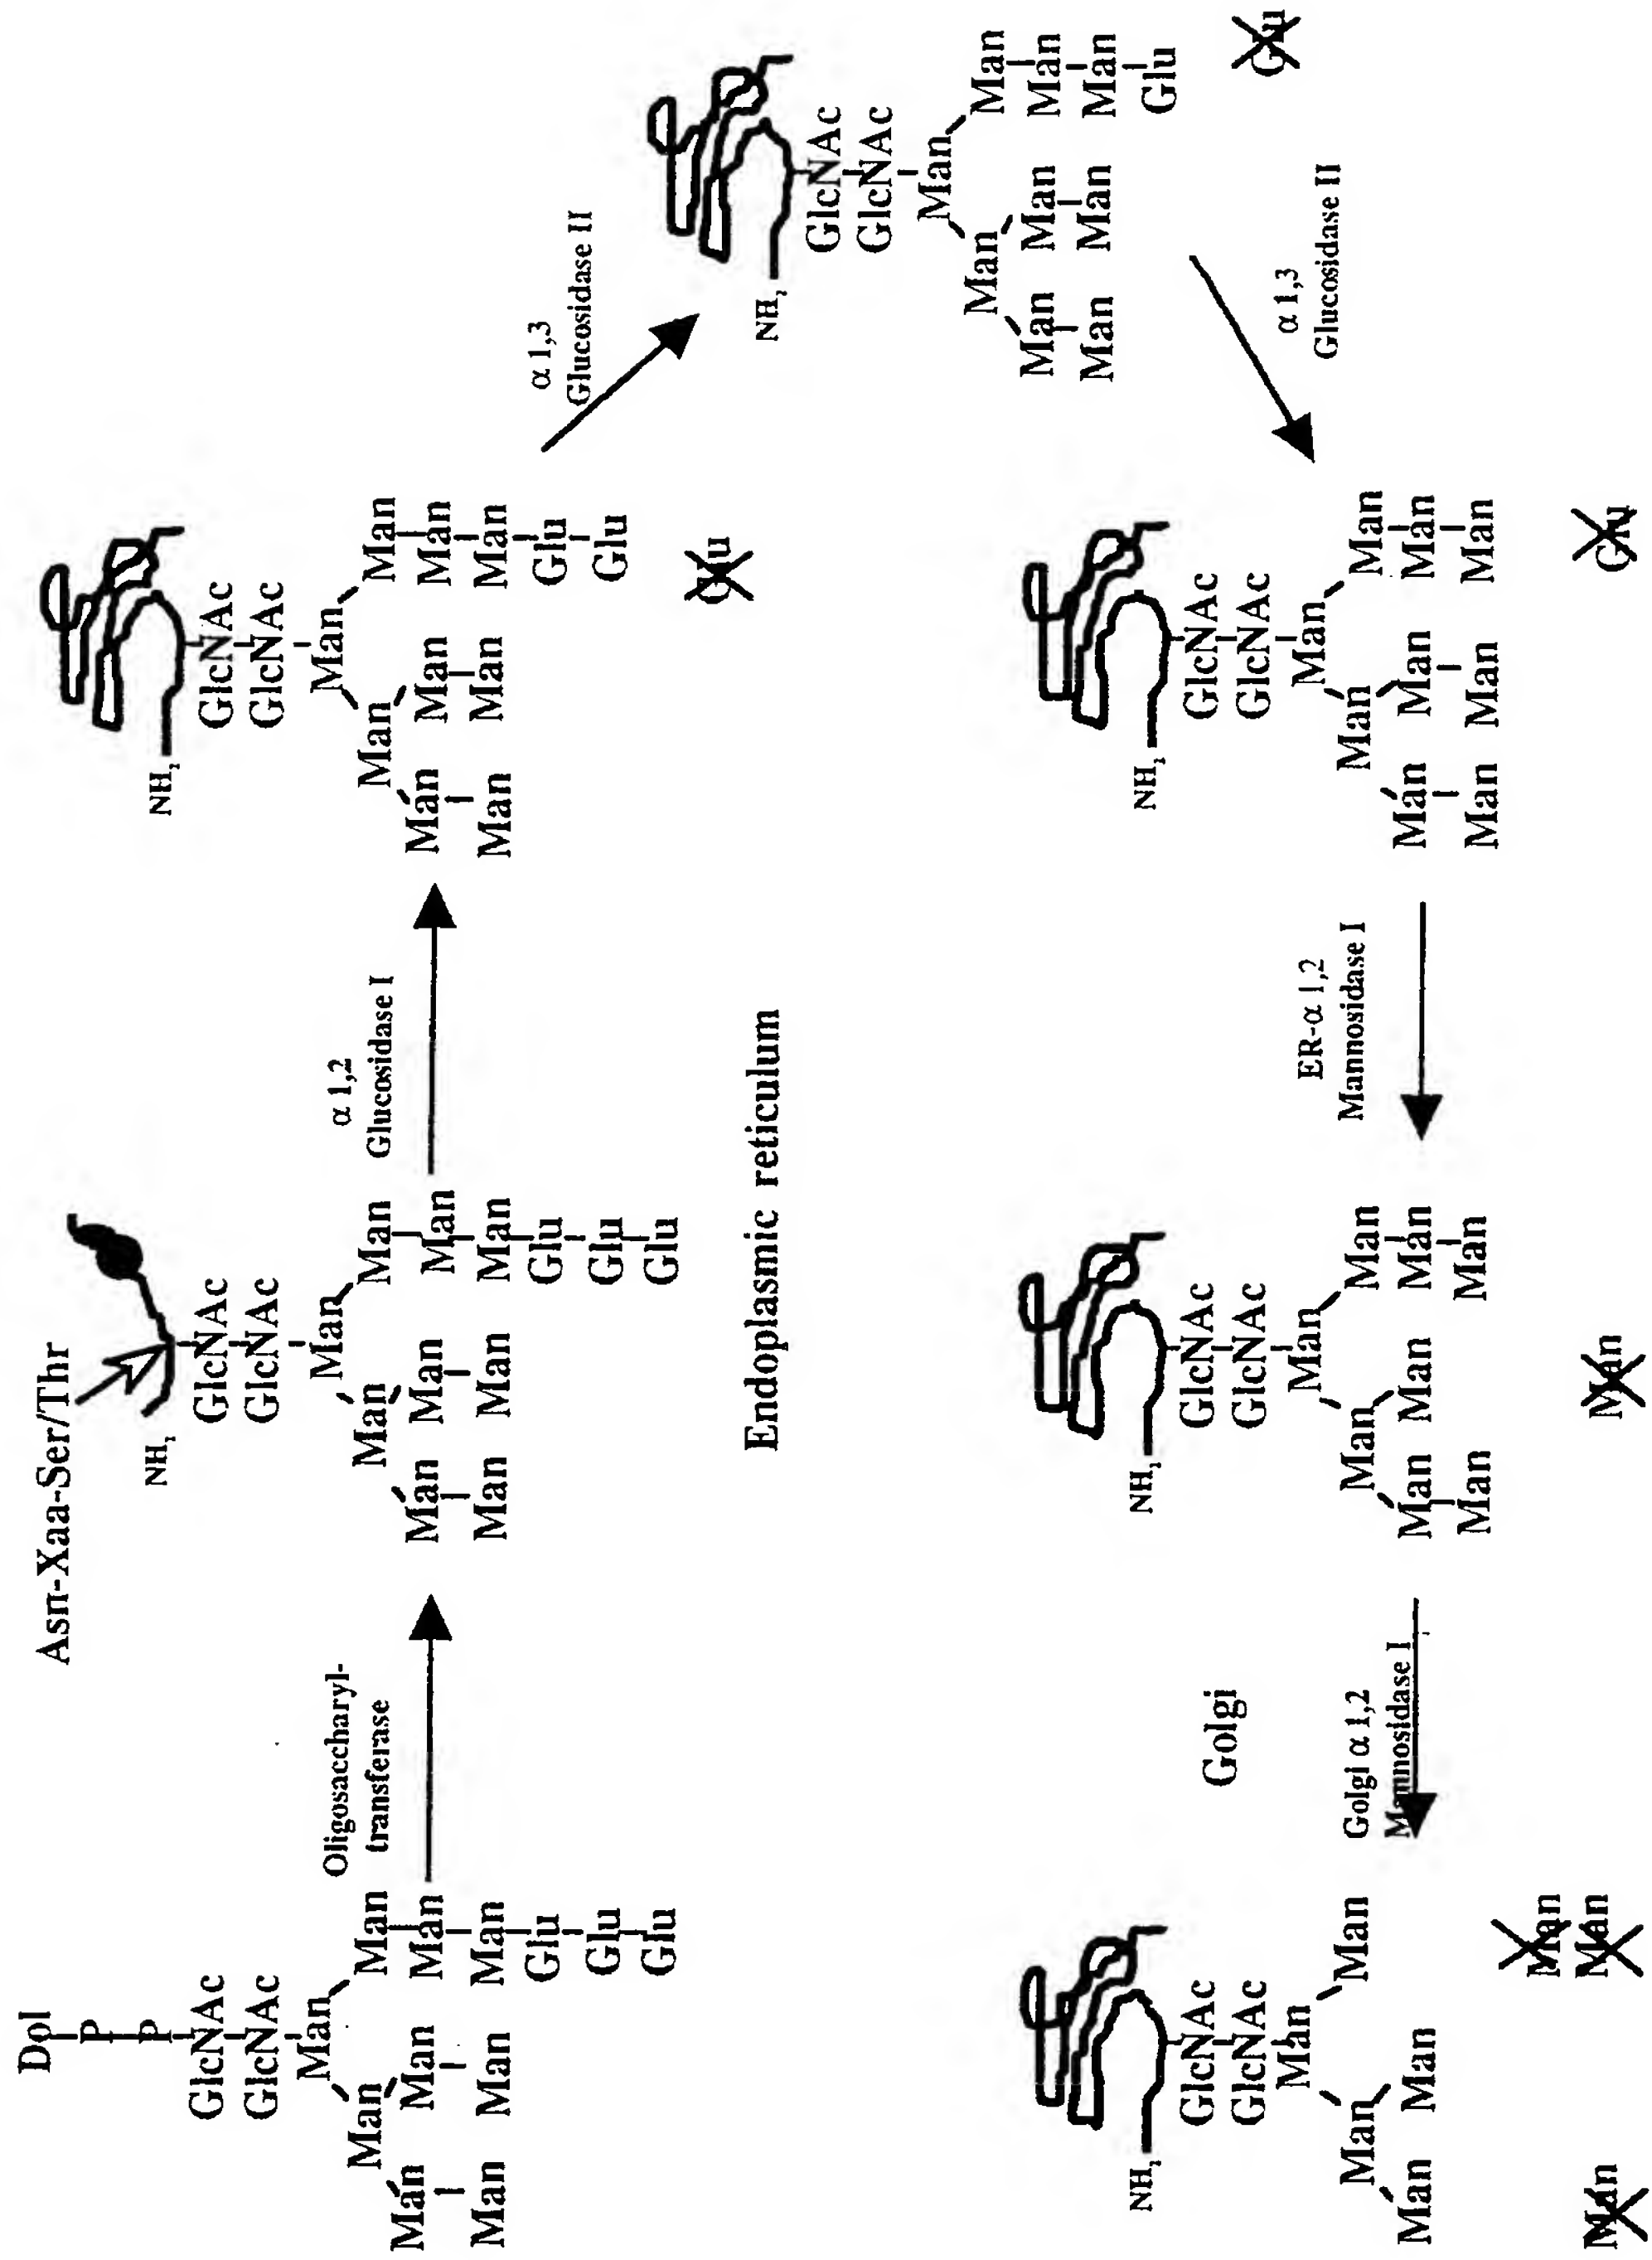 Dol
P
P
GlcNAc
GlcNAc
Man
Man Man
Man Man Man
Man Man Man
Glu
Glu
Glu
Oligosaccharyl-
transferase
Asn-Xaa-Ser/Thr
NH₂
GlcNAc
GlcNAc
Man
Man Man
Man Man Man
Man Man Man
Glu
Glu
Glu
α 1,2
Glucosidase I
NH₂
GlcNAc
GlcNAc
Man
Man Man
Man Man Man
Man Man Man
Glu
Glu
Glu
α 1,3
Glucosidase II
NH₂
GlcNAc
GlcNAc
Man
Man Man
Man Man Man
Man Man Man
Glu
Glu
Endoplasmic reticulum
α 1,3
Glucosidase II
NH₂
GlcNAc
GlcNAc
Man
Man Man
Man Man Man
Man Man Man
Glu
ER-α 1,2
Mannosidase I
NH₂
GlcNAc
GlcNAc
Man
Man Man
Man Man Man
Man Man
Man
Golgi
Golgi α 1,2
Mannosidase I
NH₂
GlcNAc
GlcNAc
Man
Man Man
Man Man
Man
Man Man